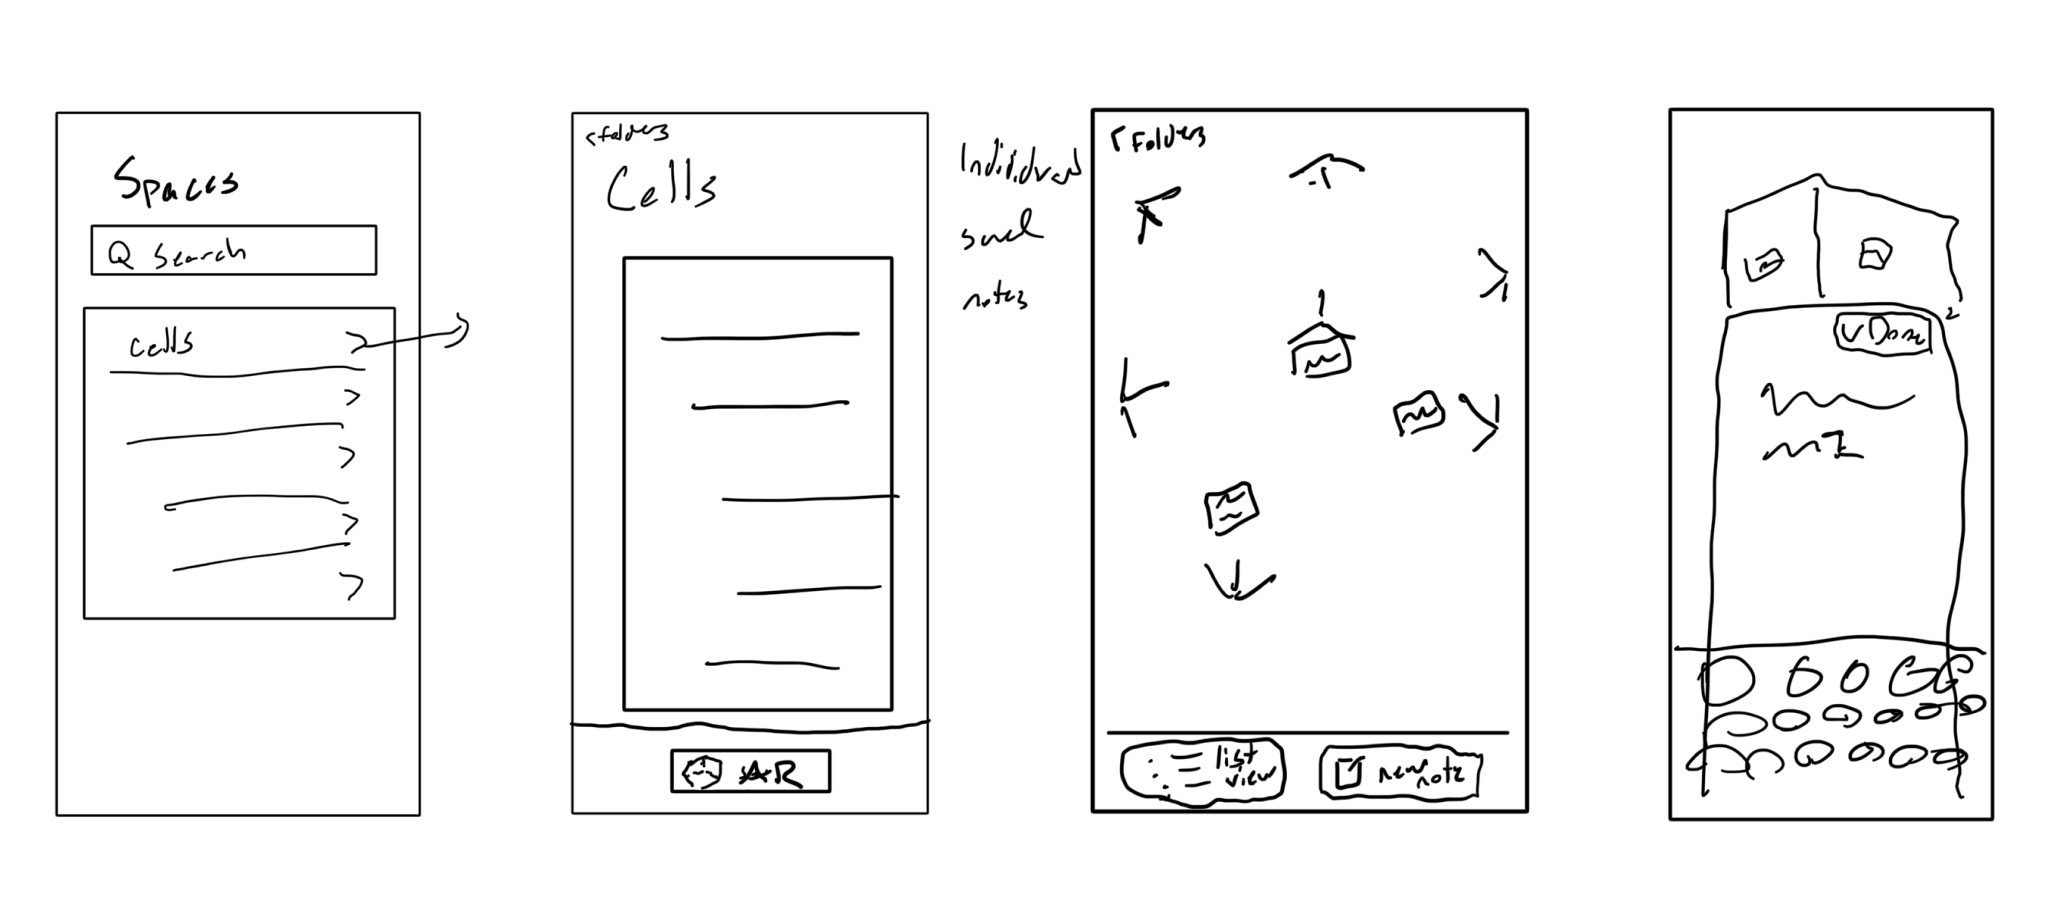 Spaces
Search
Cells
< Folders
Cells
AR
Individual
saved
notes
< Folders
list
view
new
note
Done